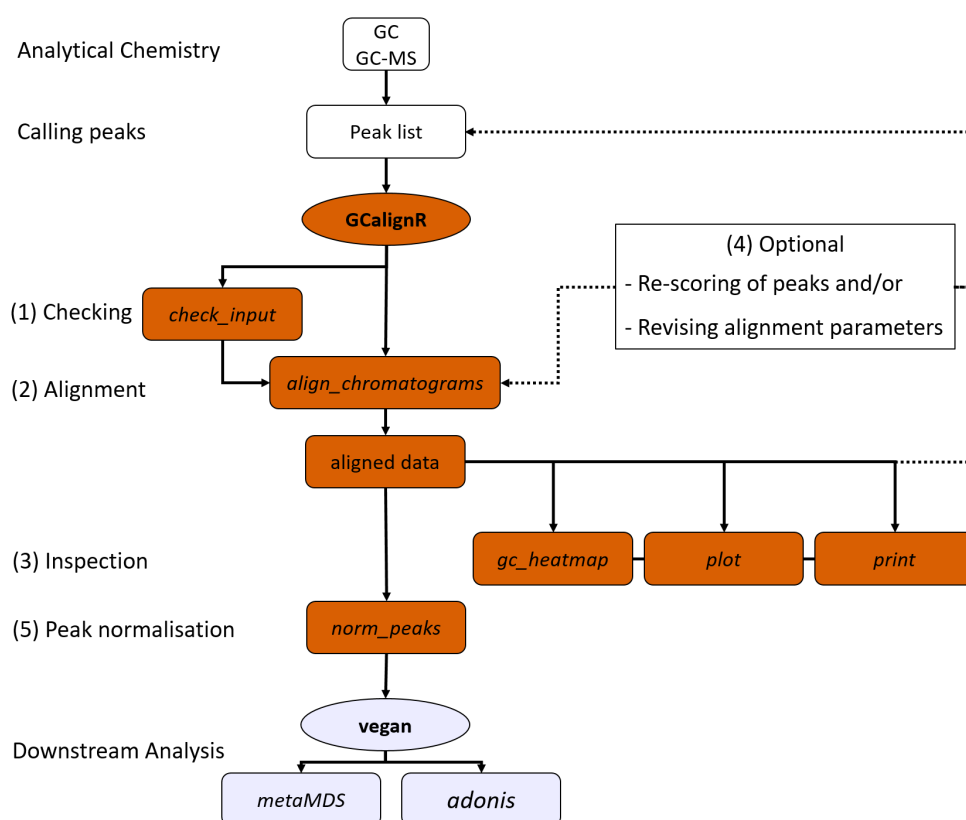 Analytical Chemistry
GC
GC-MS
Calling peaks
Peak list
GCalignR
(4) Optional
- Re-scoring of peaks and/or
- Revising alignment parameters
(1) Checking
check_input
(2) Alignment
align_chromatograms
aligned data
(3) Inspection
gc_heatmap
plot
print
(5) Peak normalisation
norm_peaks
vegan
Downstream Analysis
metaMDS
adonis